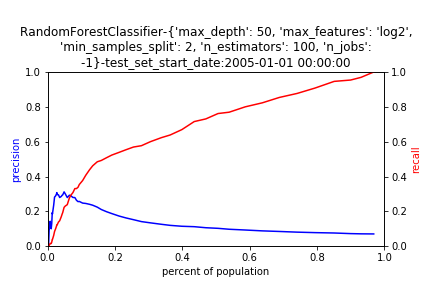 RandomForestClassifier-{'max_depth': 50, 'max_features': 'log2',
'min_samples_split': 2, 'n_estimators': 100, 'n_jobs':
-1}-test_set_start_date:2005-01-01 00:00:00
1.0 1.0
0.8 0.8
0.6 0.6
precision recall
0.4 0.4
0.2 0.2
0.0 0.0
0.0 0.2 0.4 0.6 0.8 1.0
percent of population